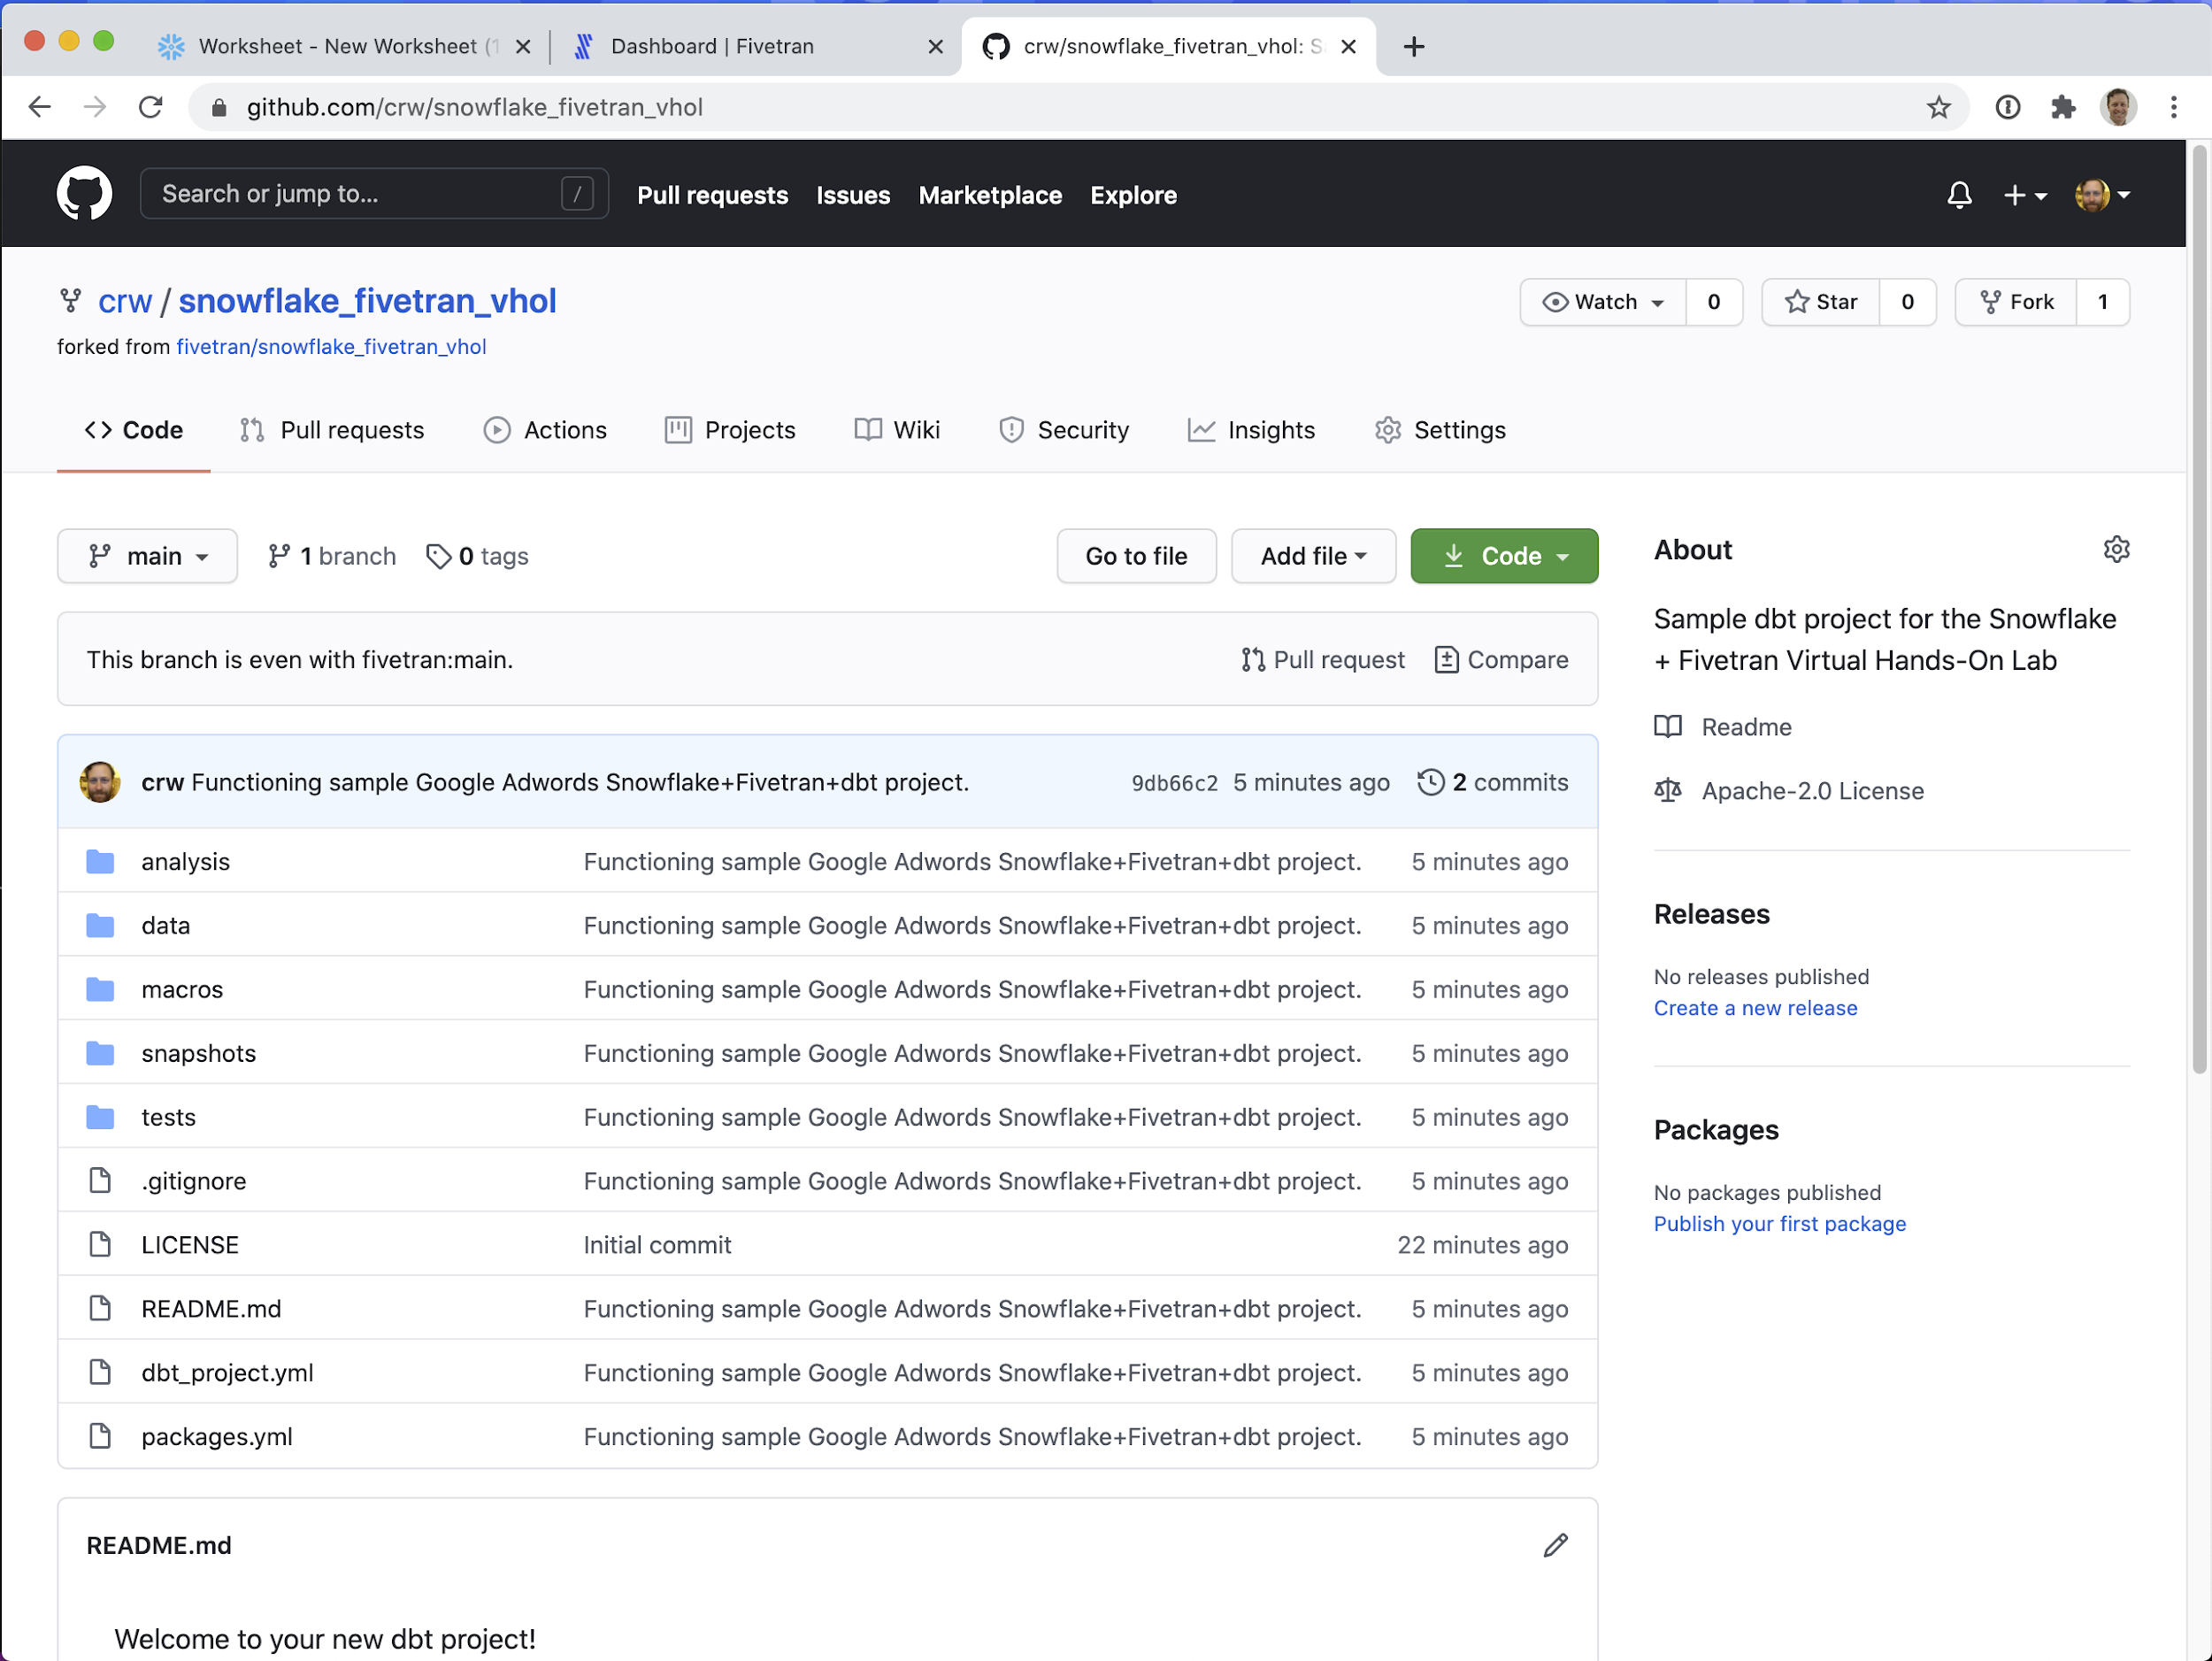 Worksheet - New Worksheet (1
Dashboard | Fivetran
crw/snowflake_fivetran_vhol: S
github.com/crw/snowflake_fivetran_vhol
Search or jump to...
/
Pull requests
Issues
Marketplace
Explore
crw / snowflake_fivetran_vhol
Watch 0
Star 0
Fork 1
forked from fivetran/snowflake_fivetran_vhol
Code
Pull requests
Actions
Projects
Wiki
Security
Insights
Settings
main
1 branch
0 tags
Go to file
Add file
Code
This branch is even with fivetran:main.
Pull request
Compare
crw Functioning sample Google Adwords Snowflake+Fivetran+dbt project. 9db66c2 5 minutes ago 2 commits
analysis Functioning sample Google Adwords Snowflake+Fivetran+dbt project. 5 minutes ago
data Functioning sample Google Adwords Snowflake+Fivetran+dbt project. 5 minutes ago
macros Functioning sample Google Adwords Snowflake+Fivetran+dbt project. 5 minutes ago
snapshots Functioning sample Google Adwords Snowflake+Fivetran+dbt project. 5 minutes ago
tests Functioning sample Google Adwords Snowflake+Fivetran+dbt project. 5 minutes ago
.gitignore Functioning sample Google Adwords Snowflake+Fivetran+dbt project. 5 minutes ago
LICENSE Initial commit 22 minutes ago
README.md Functioning sample Google Adwords Snowflake+Fivetran+dbt project. 5 minutes ago
dbt_project.yml Functioning sample Google Adwords Snowflake+Fivetran+dbt project. 5 minutes ago
packages.yml Functioning sample Google Adwords Snowflake+Fivetran+dbt project. 5 minutes ago
README.md
Welcome to your new dbt project!
About
Sample dbt project for the Snowflake
+ Fivetran Virtual Hands-On Lab
Readme
Apache-2.0 License
Releases
No releases published
Create a new release
Packages
No packages published
Publish your first package